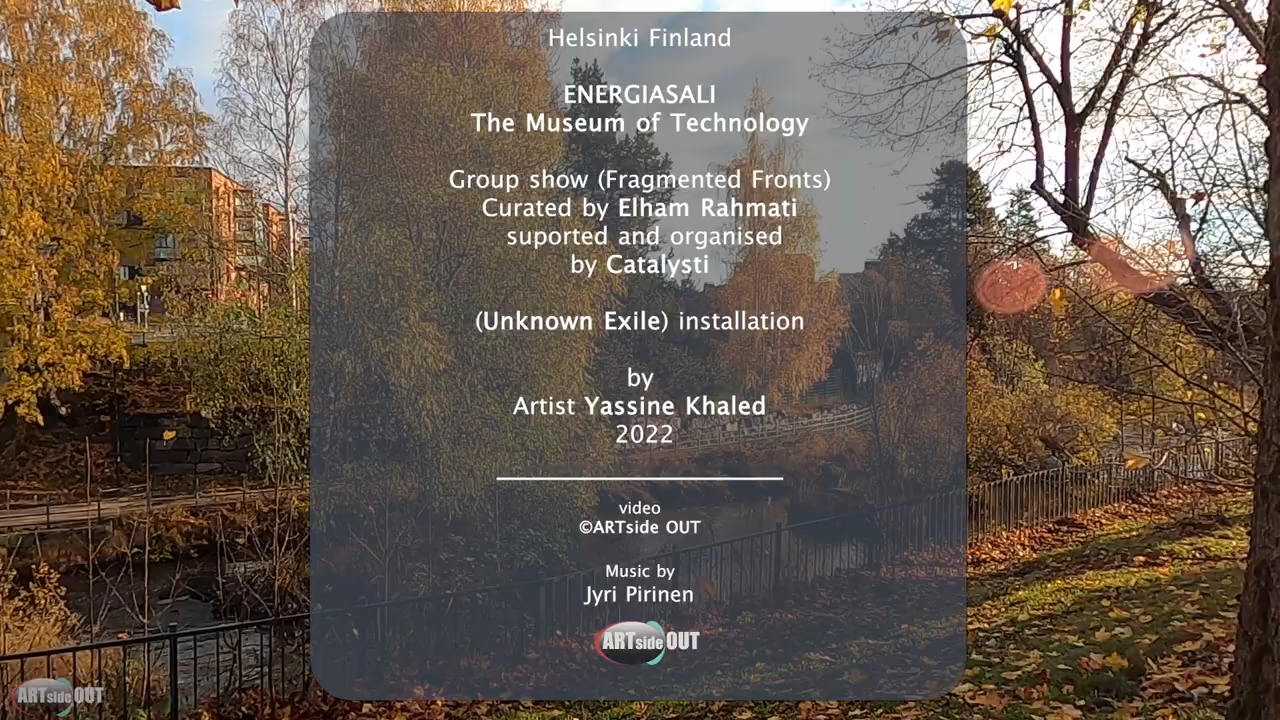 Helsinki Finland
ENERGIASALI
The Museum of Technology
Group show (Fragmented Fronts)
Curated by Elham Rahmati
suported and organised
by Catalysti
(Unknown Exile) installation
by
Artist Yassine Khaled
2022
video
©ARTside OUT
Music by
Jyri Pirinen
ARTside OUT
ARTside OUT